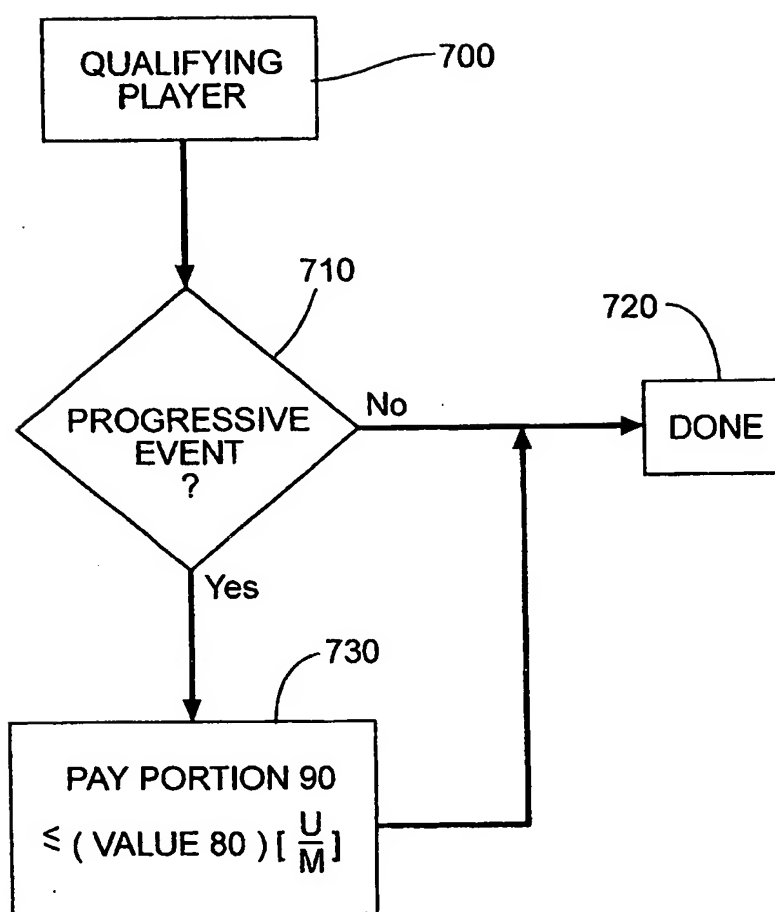 QUALIFYING
PLAYER
700
710
PROGRESSIVE
EVENT
?
No
720
DONE
Yes
730
PAY PORTION 90
≤ ( VALUE 80 ) [ U/M ]